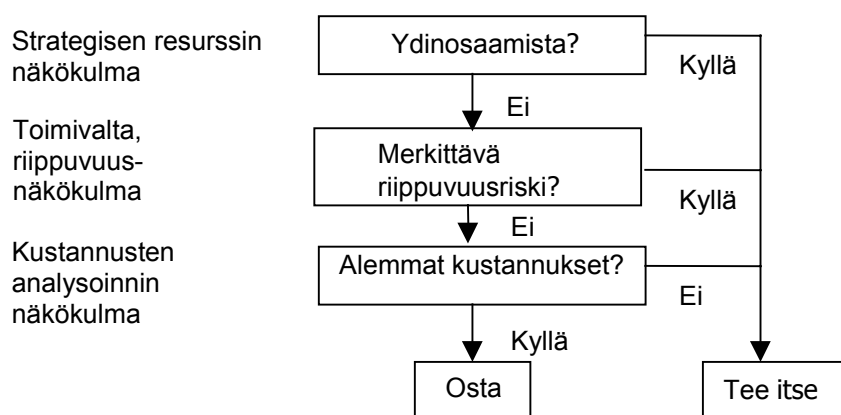 Strategisen resurssin
näkökulma
Ydinosaamista?
Kyllä
Ei
Toimivalta,
riippuvuus-
näkökulma
Merkittävä
riippuvuusriski?
Kyllä
Ei
Kustannusten
analysoinnin
näkökulma
Alemmat kustannukset?
Ei
Kyllä
Osta
Tee itse